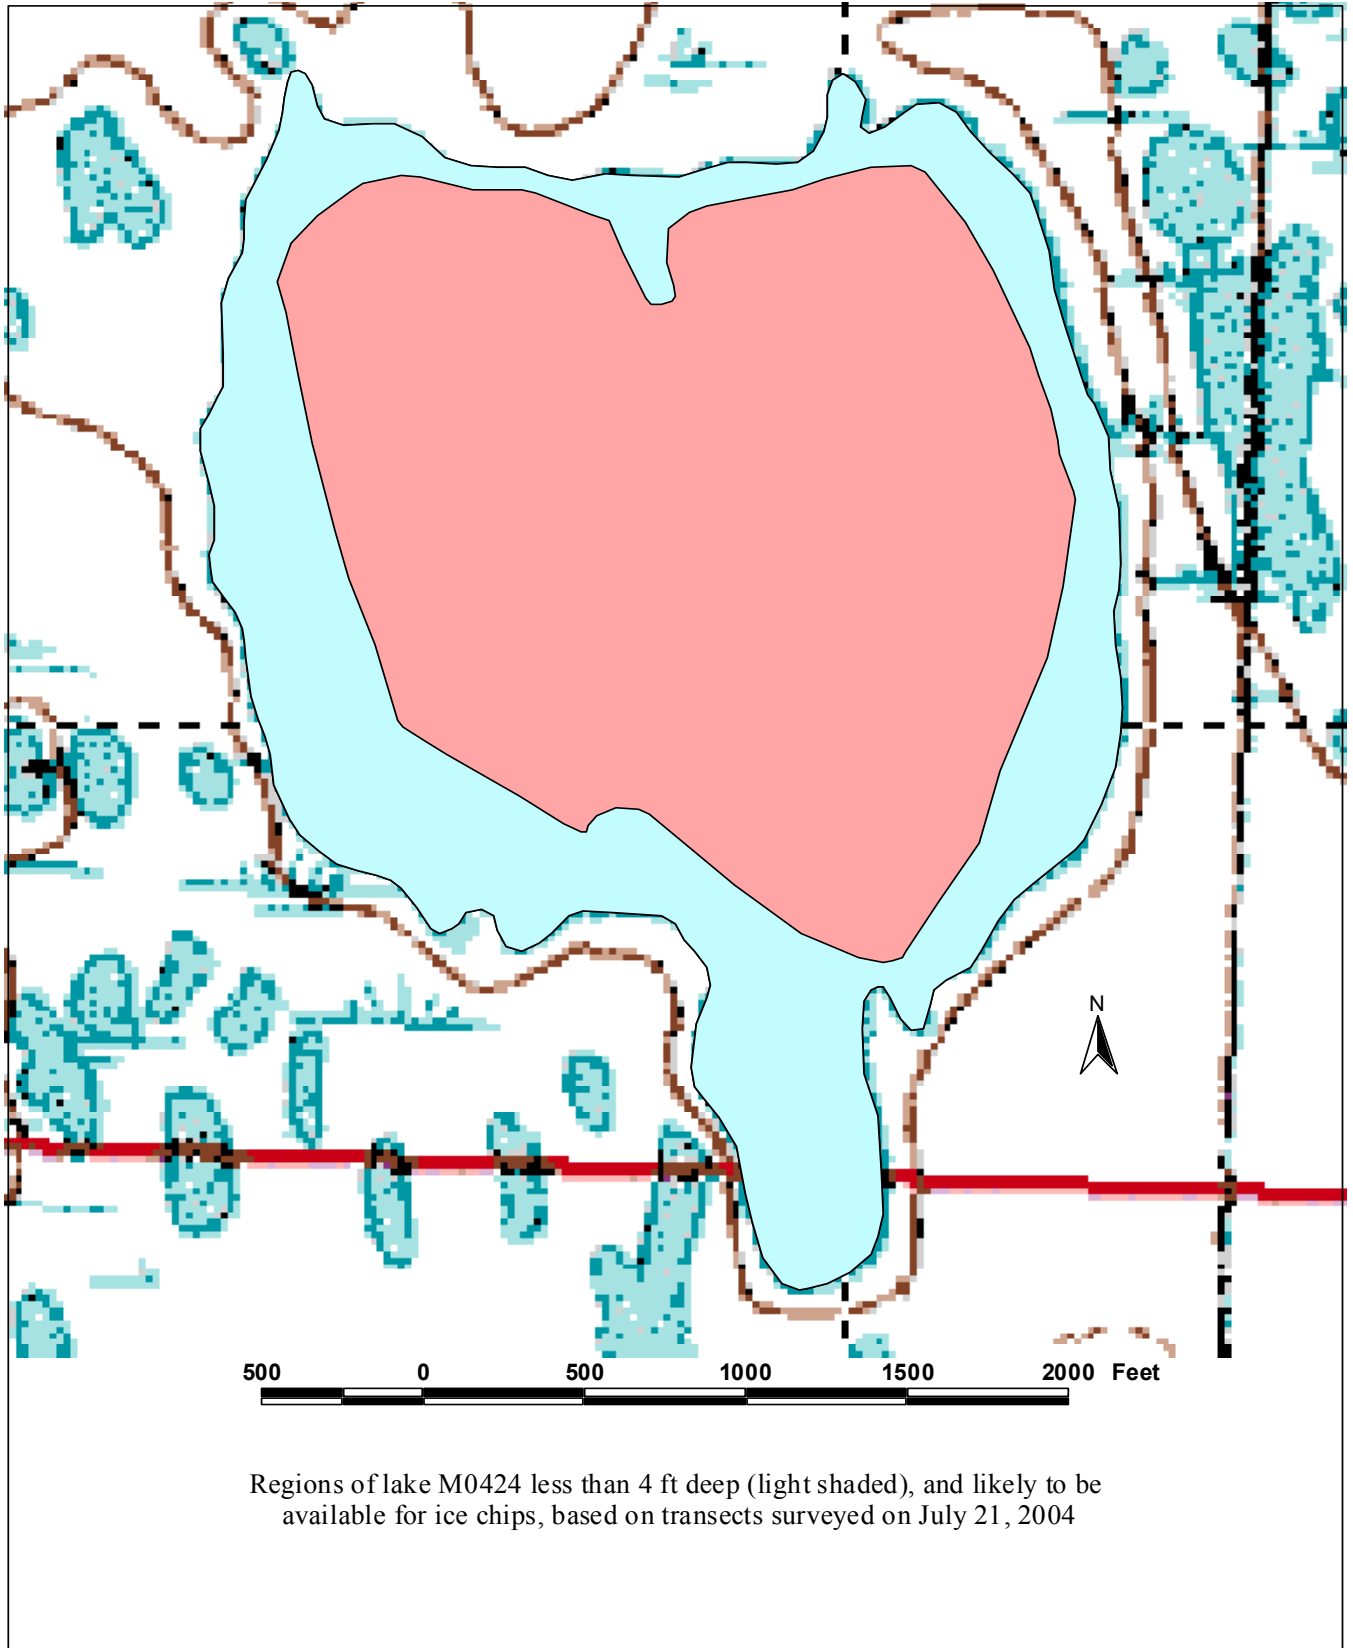 N
500 0 500 1000 1500 2000 Feet
Regions of lake M0424 less than 4 ft deep (light shaded), and likely to be
available for ice chips, based on transects surveyed on July 21, 2004